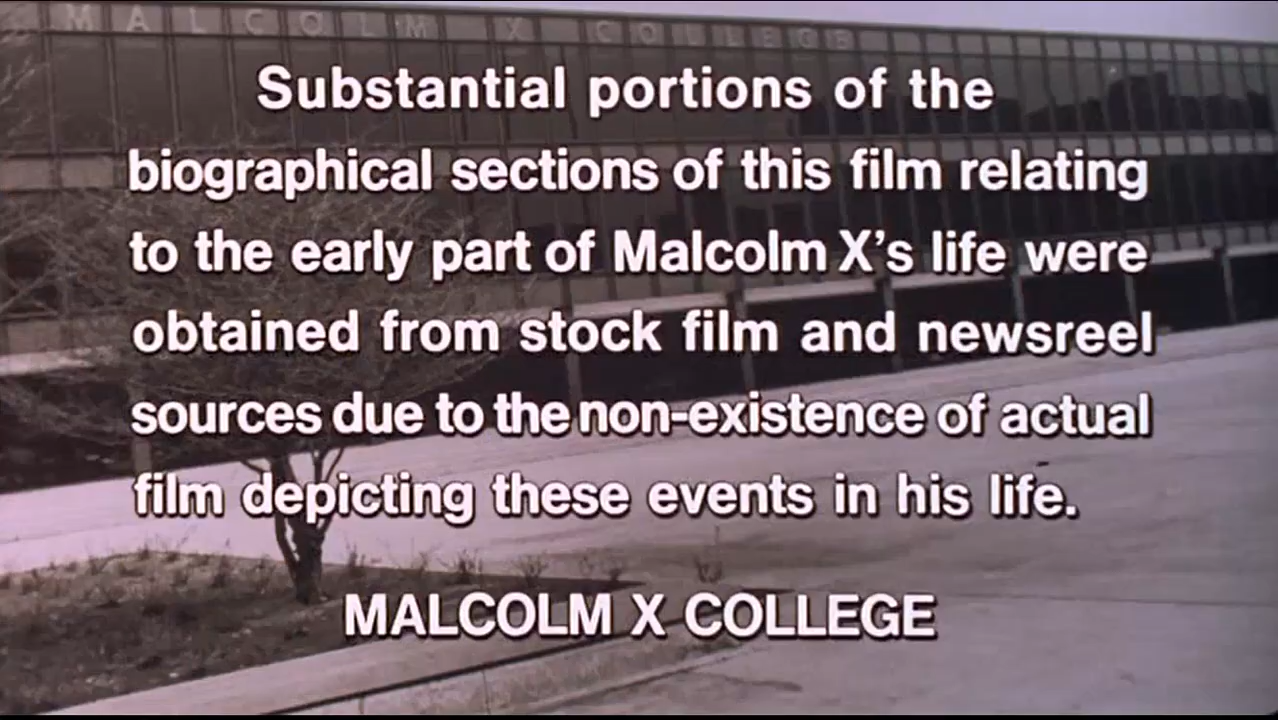 MALCOLM X COLLEGE
Substantial portions of the
biographical sections of this film relating
to the early part of Malcolm X's life were
obtained from stock film and newsreel
sources due to the non-existence of actual
film depicting these events in his life.
MALCOLM X COLLEGE